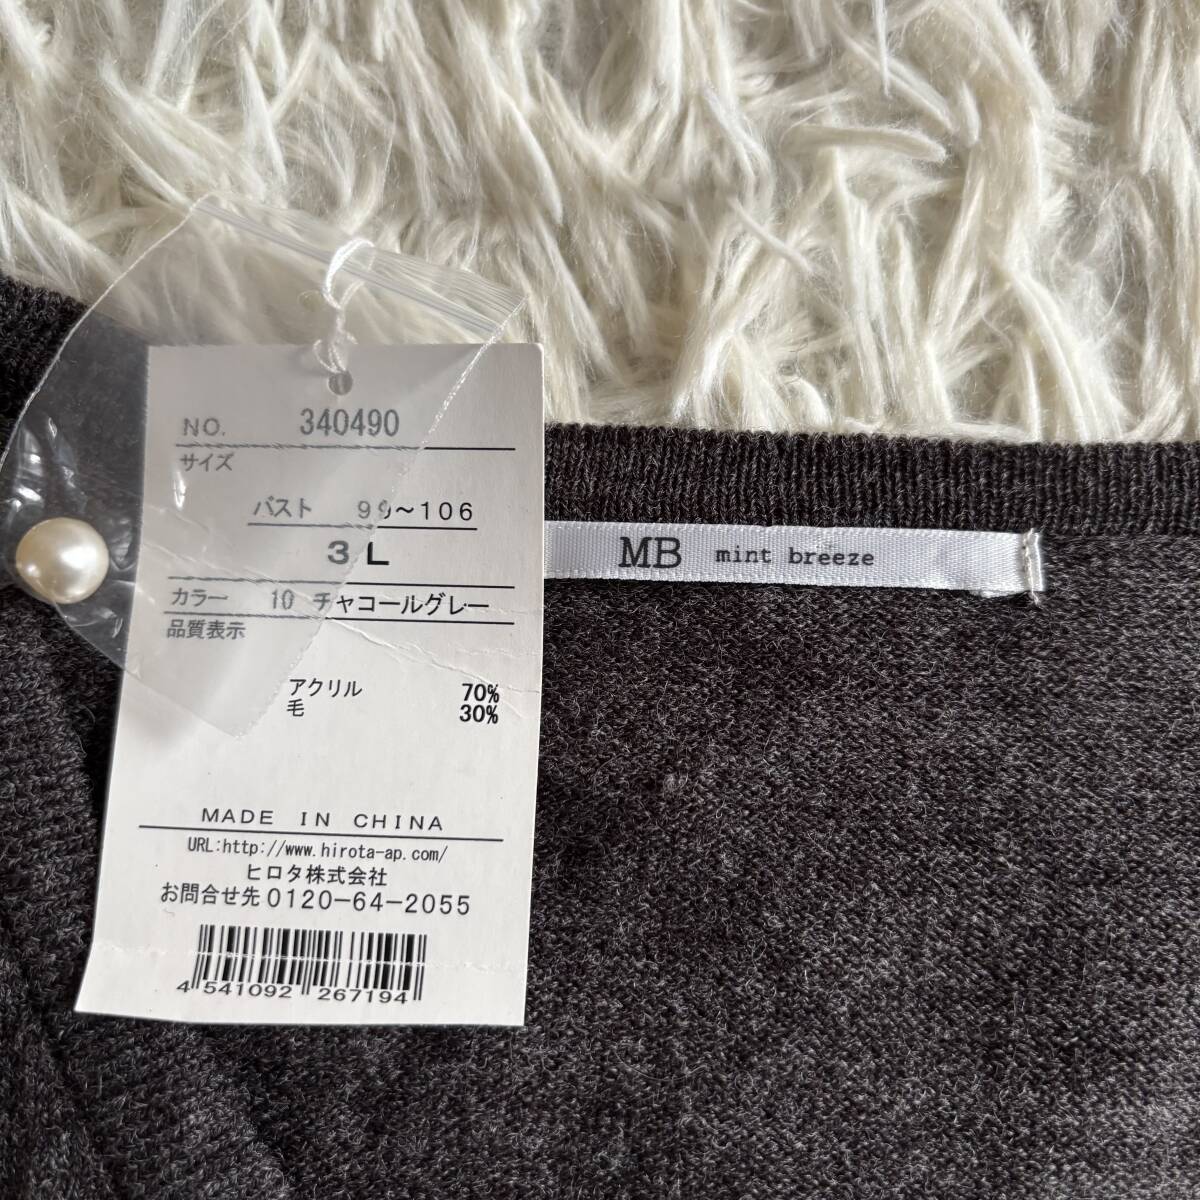 NO. 340490
サイズ
バスト 99～106
3L
カラー 10 チャコールグレー
品質表示
アクリル 70%
毛 30%
MADE IN CHINA
URL:http://www.hirota-ap.com/
ヒロタ株式会社
お問合せ先 0120-64-2055
4 541092 267194
MB mint breeze